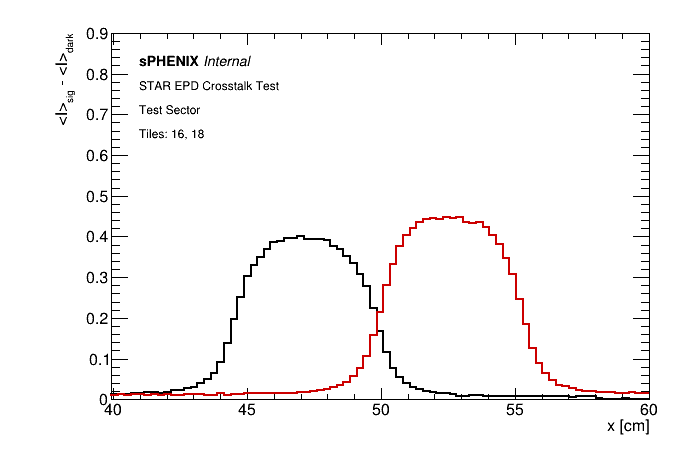 0.9
0.8
0.7
0.6
0.5
0.4
0.3
0.2
0.1
0
<I>sig - <I>dark
sPHENIX Internal
STAR EPD Crosstalk Test
Test Sector
Tiles: 16, 18
40 45 50 55 60
x [cm]